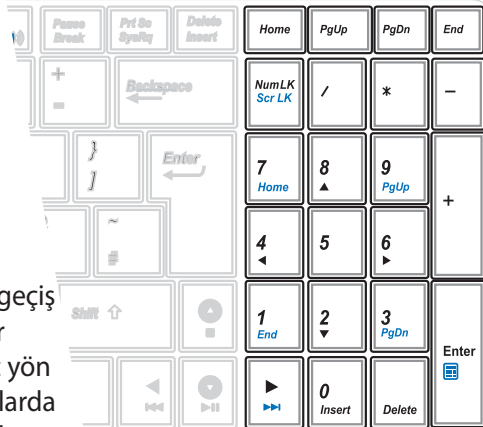 Pause Prt Sc Delete Home PgUp PgDn End
Break SysRq Insert
+ Backspace NumLK / * −
= Scr LK
} Enter 7 8 9 +
] Home PgUp
~ 4 5 6
#
geçiş Shift 1 2 3 Enter
End PgDn
yön
larda 0 Delete
Insert